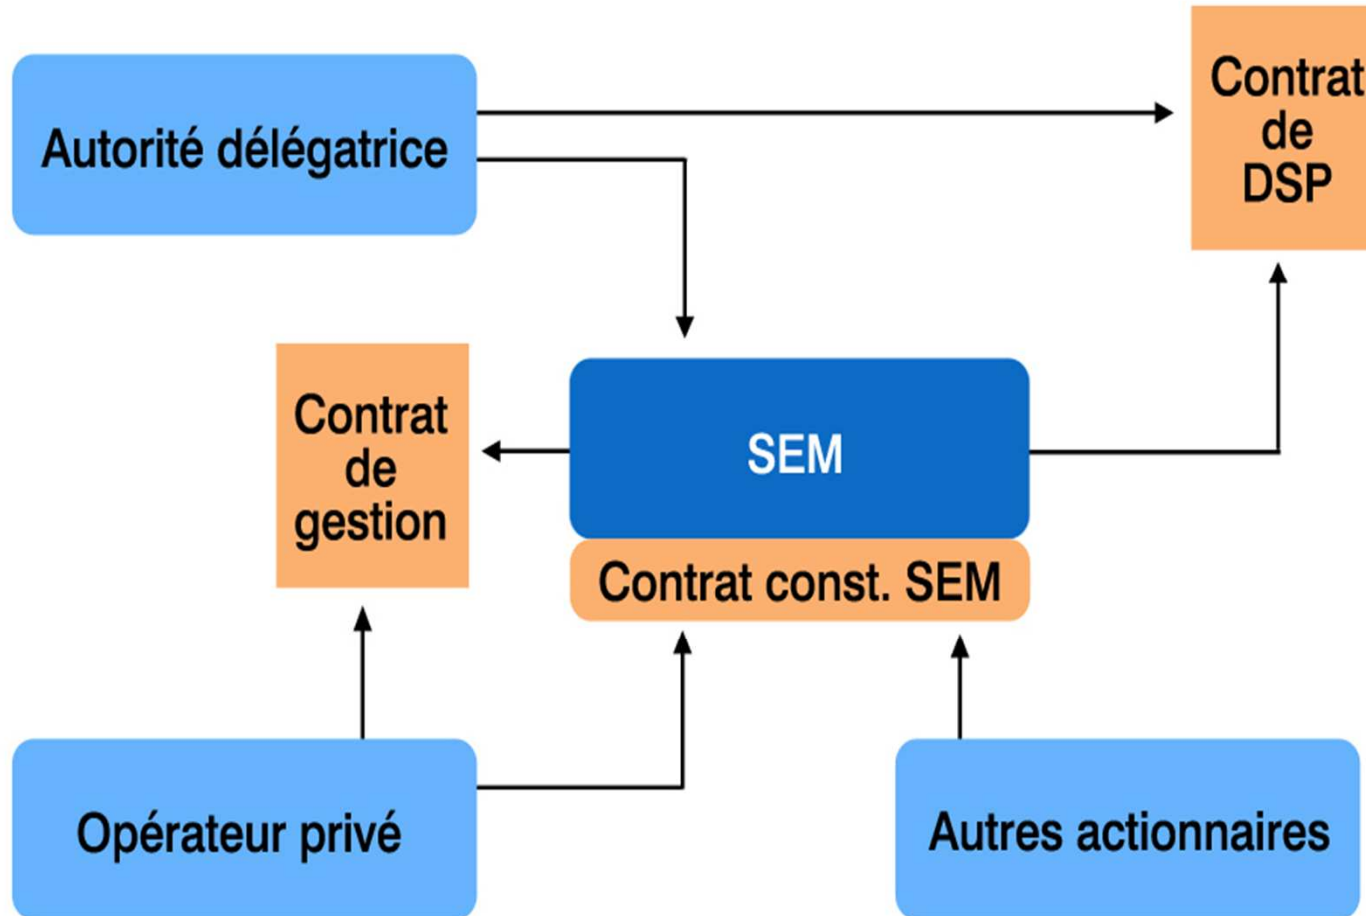 Autorité délégatrice
Contrat
de
DSP
Contrat
de
gestion
SEM
Contrat const. SEM
Opérateur privé
Autres actionnaires